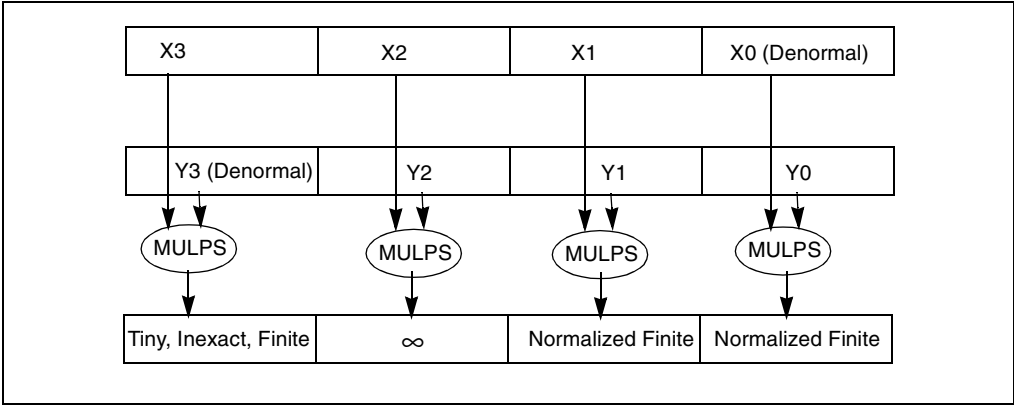 X3 X2 X1 X0 (Denormal)
Y3 (Denormal) Y2 Y1 Y0
MULPS MULPS MULPS MULPS
Tiny, Inexact, Finite ∞ Normalized Finite Normalized Finite